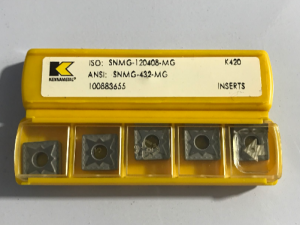 KENNAMETAL
ISO: SNMG-120408-MG K420
ANSI: SNMG-432-MG
100883655 INSERTS